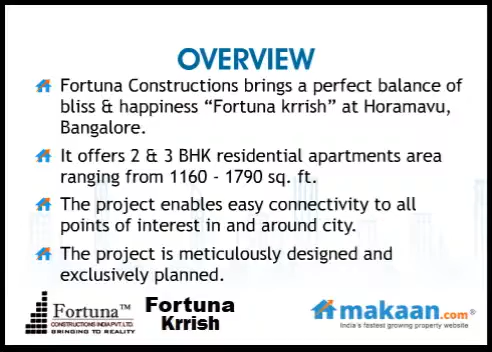 OVERVIEW
Fortuna Constructions brings a perfect balance of
bliss & happiness “Fortuna krrish” at Horamavu,
Bangalore.
It offers 2 & 3 BHK residential apartments area
ranging from 1160 - 1790 sq. ft.
The project enables easy connectivity to all
points of interest in and around city.
The project is meticulously designed and
exclusively planned.
Fortuna™
CONSTRUCTIONS INDIA PVT. LTD.
BRINGING TO REALITY
Fortuna
Krrish
makaan.com®
India's fastest growing property website